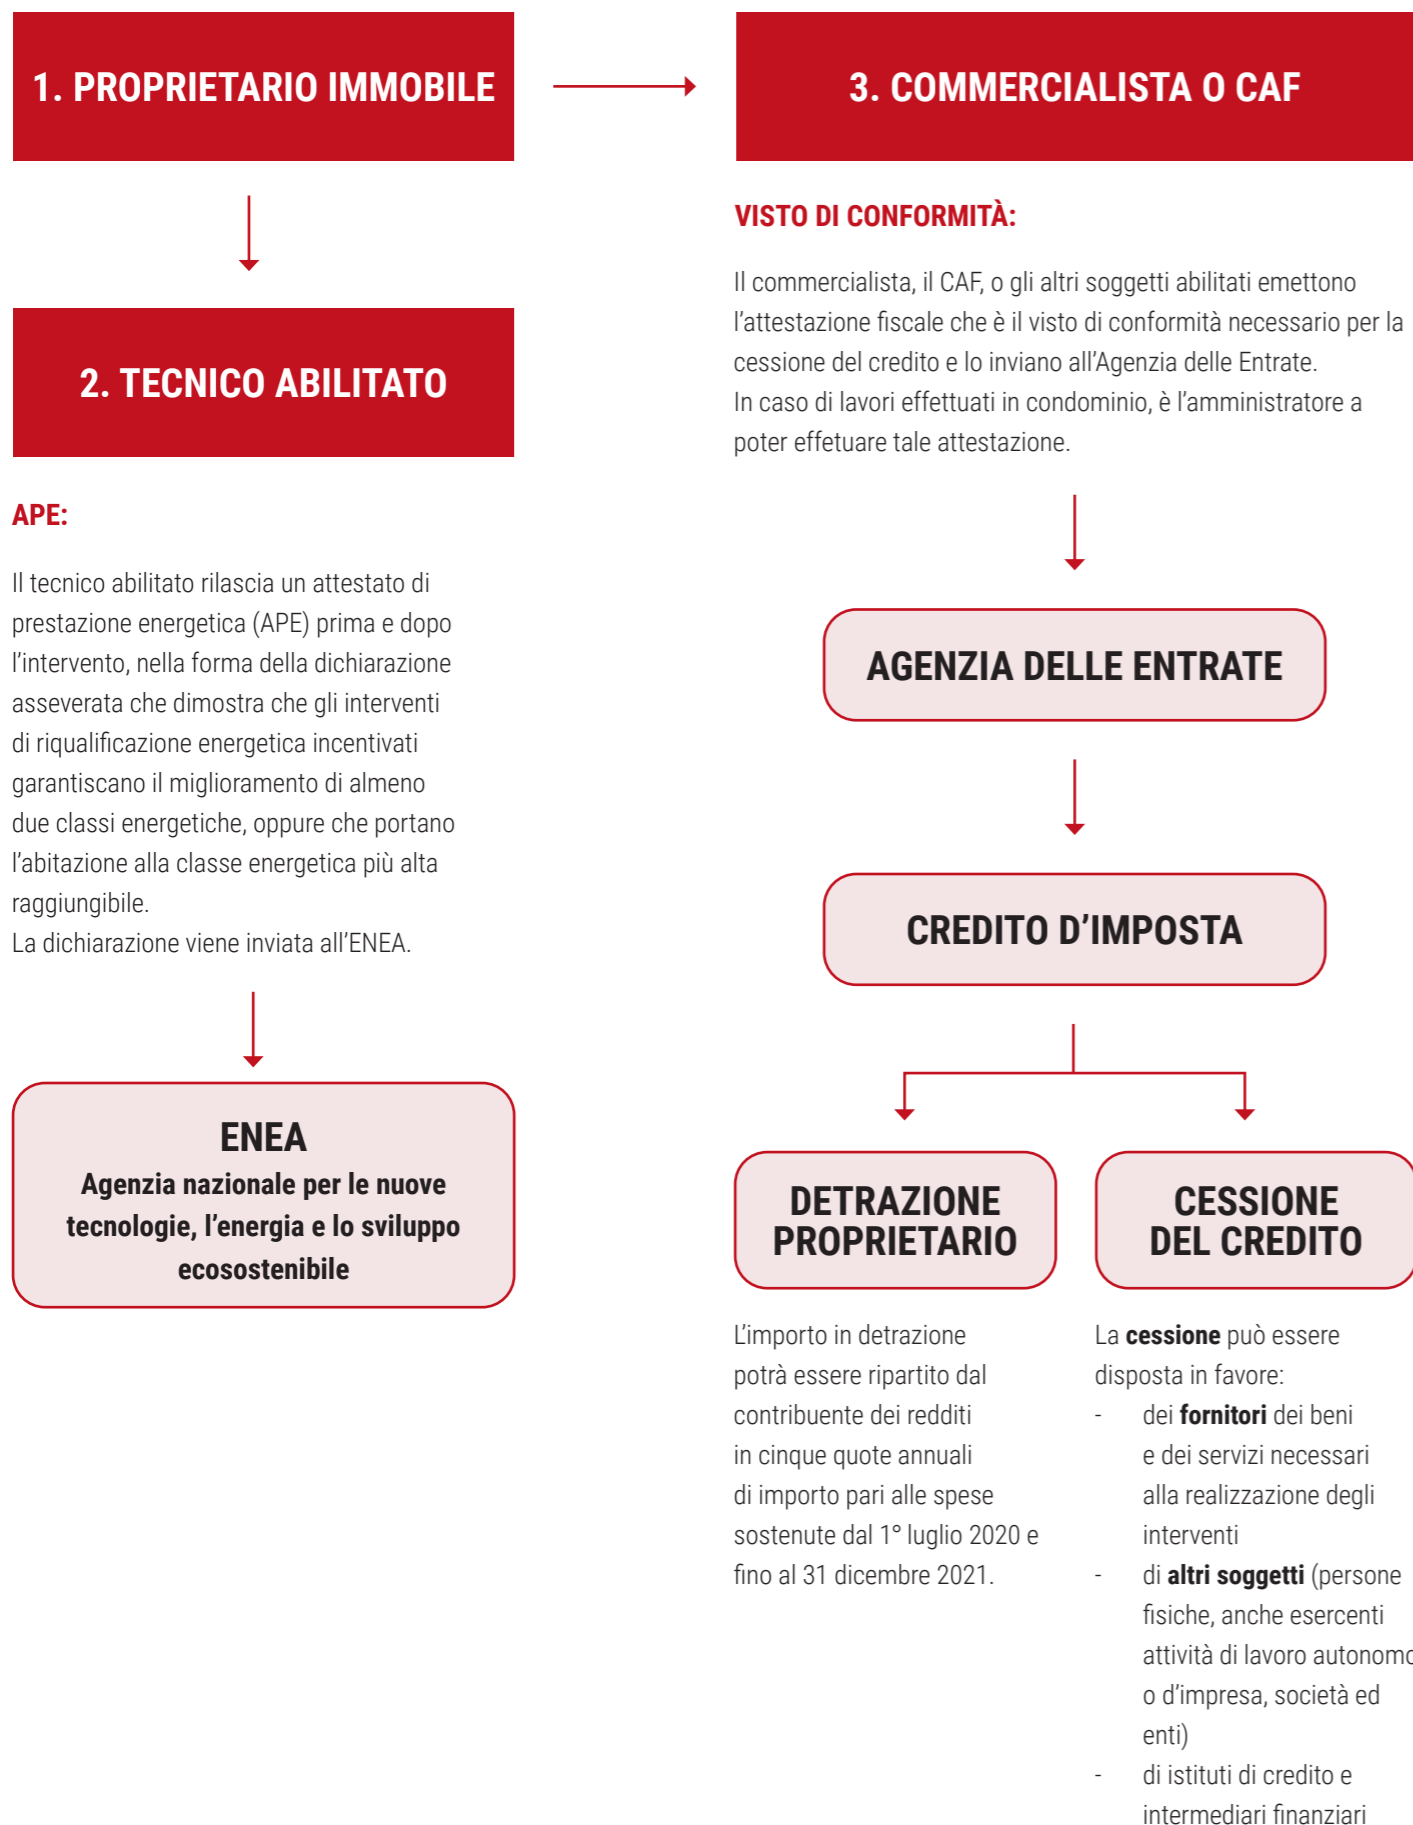 1. PROPRIETARIO IMMOBILE
2. TECNICO ABILITATO
APE:
Il tecnico abilitato rilascia un attestato di
prestazione energetica (APE) prima e dopo
l'intervento, nella forma della dichiarazione
asseverata che dimostra che gli interventi
di riqualificazione energetica incentivati
garantiscano il miglioramento di almeno
due classi energetiche, oppure che portano
l'abitazione alla classe energetica più alta
raggiungibile.
La dichiarazione viene inviata all'ENEA.
ENEA
Agenzia nazionale per le nuove
tecnologie, l'energia e lo sviluppo
ecosostenibile
3. COMMERCIALISTA O CAF
VISTO DI CONFORMITÀ:
Il commercialista, il CAF, o gli altri soggetti abilitati emettono
l'attestazione fiscale che è il visto di conformità necessario per la
cessione del credito e lo inviano all'Agenzia delle Entrate.
In caso di lavori effettuati in condominio, è l'amministratore a
poter effetuare tale attestazione.
AGENZIA DELLE ENTRATE
CREDITO D'IMPOSTA
DETRAZIONE
PROPRIETARIO
L'importo in detrazione
potrà essere ripartito dal
contribuente dei redditi
in cinque quote annuali
di importo pari alle spese
sostenute dal 1° luglio 2020 e
fino al 31 dicembre 2021.
CESSIONE
DEL CREDITO
La cessione può essere
disposta in favore:
- dei fornitori dei beni
e dei servizi necessari
alla realizzazione degli
interventi
- di altri soggetti (persone
fisiche, anche esercenti
attività di lavoro autonomo
o d'impresa, società ed
enti)
- di istituti di credito e
intermediari finanziari